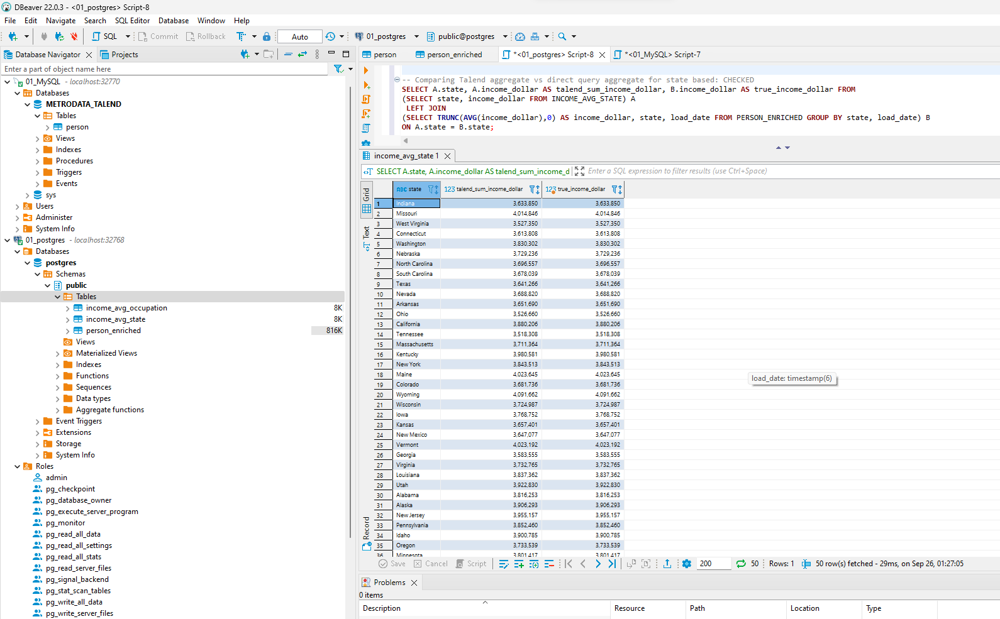 DBeaver 22.0.3 - <01_postgres> Script-8
File Edit Navigate Search SQL Editor Database Window Help
SQL Commit Rollback Auto 01_postgres public@postgres
Database Navigator Projects
Enter a part of object name here
01_MySQL - localhost:32770
Databases
METRODATA_TALEND
Tables
person
Views
Indexes
Procedures
Triggers
Events
sys
Users
Administer
System Info
01_postgres - localhost:32768
Databases
postgres
Schemas
public
Tables
income_avg_occupation 8K
income_avg_state 8K
person_enriched 816K
Views
Materialized Views
Indexes
Functions
Sequences
Data types
Aggregate functions
Event Triggers
Extensions
Storage
System Info
Roles
admin
pg_checkpoint
pg_database_owner
pg_execute_server_program
pg_monitor
pg_read_all_data
pg_read_all_settings
pg_read_all_stats
pg_read_server_files
pg_signal_backend
pg_stat_scan_tables
pg_write_all_data
pg_write_server_files
person person_enriched *<01_postgres> Script-8 *<01_MySQL> Script-7
-- Comparing Talend aggregate vs direct query aggregate for state based: CHECKED
SELECT A.state, A.income_dollar AS talend_sum_income_dollar, B.income_dollar AS true_income_dollar FROM
(SELECT state, income_dollar FROM INCOME_AVG_STATE) A
LEFT JOIN
(SELECT TRUNC(AVG(income_dollar),0) AS income_dollar, state, load_date FROM PERSON_ENRICHED GROUP BY state, load_date) B
ON A.state = B.state;
income_avg_state 1
SELECT A.state, A.income_dollar AS talend_sum_income_d Enter a SQL expression to filter results (use Ctrl+Space)
Grid
Text
Record
ABC state 123 talend_sum_income_dollar 123 true_income_dollar
1 Indiana 3,633,850 3,633,850
2 Missouri 4,014,846 4,014,846
3 West Virginia 3,527,350 3,527,350
4 Connecticut 3,613,808 3,613,808
5 Washington 3,830,302 3,830,302
6 Nebraska 3,729,236 3,729,236
7 North Carolina 3,696,557 3,696,557
8 South Carolina 3,678,039 3,678,039
9 Texas 3,641,266 3,641,266
10 Nevada 3,688,820 3,688,820
11 Arkansas 3,651,690 3,651,690
12 Ohio 3,526,660 3,526,660
13 California 3,880,206 3,880,206
14 Tennessee 3,518,308 3,518,308
15 Massachusetts 3,711,364 3,711,364
16 Kentucky 3,980,581 3,980,581
17 New York 3,843,513 3,843,513
18 Maine 4,023,645 4,023,645
19 Colorado 3,681,736 3,681,736
20 Wyoming 4,091,662 4,091,662
21 Wisconsin 3,724,987 3,724,987
22 Iowa 3,768,752 3,768,752
23 Kansas 3,657,401 3,657,401
24 New Mexico 3,647,077 3,647,077
25 Vermont 4,023,192 4,023,192
26 Georgia 3,583,555 3,583,555
27 Virginia 3,732,765 3,732,765
28 Louisiana 3,837,362 3,837,362
29 Utah 3,922,830 3,922,830
30 Alabama 3,816,253 3,816,253
31 Alaska 3,906,293 3,906,293
32 New Jersey 3,955,157 3,955,157
33 Pennsylvania 3,852,460 3,852,460
34 Idaho 3,900,785 3,900,785
35 Oregon 3,733,539 3,733,539
36 Minnesota 3,801,417 3,801,417
load_date: timestamp(6)
Save Cancel Script 200 50 Rows: 1 50 row(s) fetched - 29ms, on Sep 26, 01:27:05
Problems
0 items
Description Resource Path Location Type